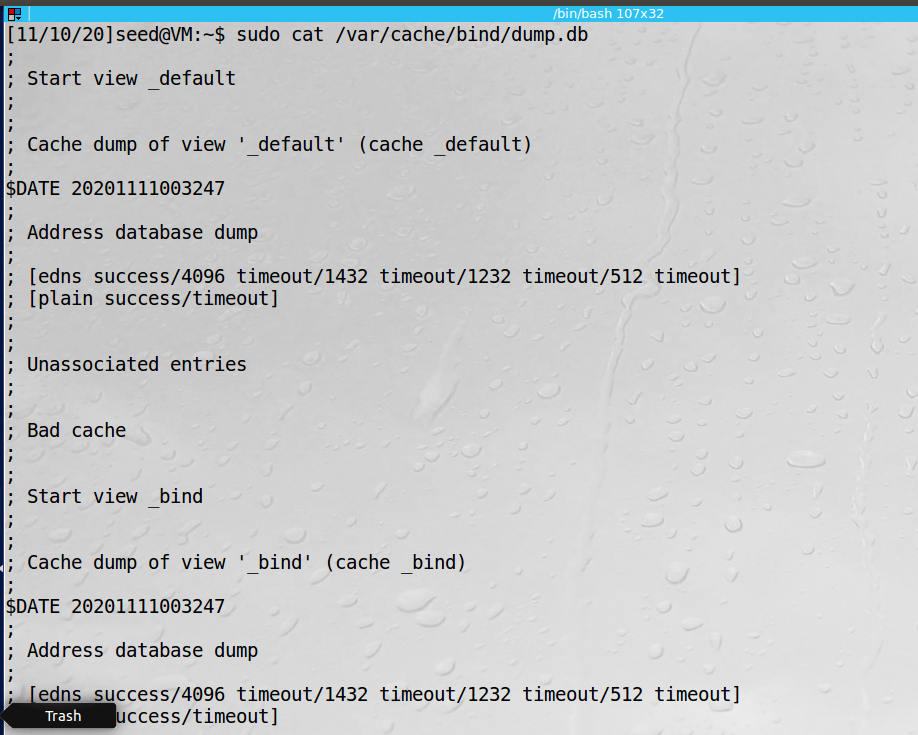 /bin/bash 107x32
[11/10/20]seed@VM:~$ sudo cat /var/cache/bind/dump.db
;
; Start view _default
;
;
; Cache dump of view '_default' (cache _default)
;
$DATE 20201111003247
;
; Address database dump
;
; [edns success/4096 timeout/1432 timeout/1232 timeout/512 timeout]
; [plain success/timeout]
;
;
; Unassociated entries
;
;
; Bad cache
;
;
; Start view _bind
;
;
; Cache dump of view '_bind' (cache _bind)
;
$DATE 20201111003247
;
; Address database dump
;
; [edns success/4096 timeout/1432 timeout/1232 timeout/512 timeout]
Trash uccess/timeout]